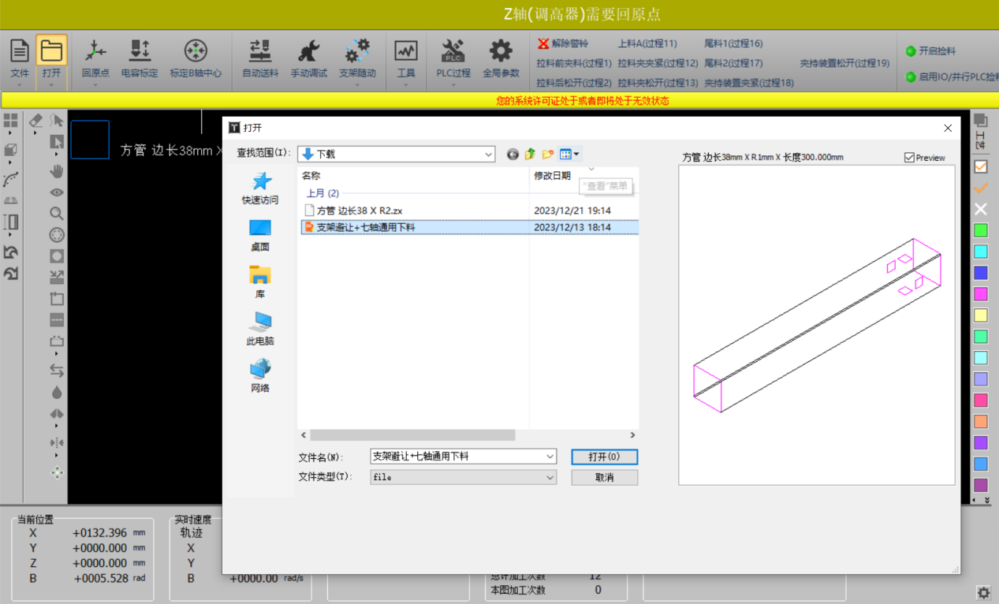 Z轴(调高器)需要回原点
文件
打开
回原点
电容标定
标定B轴中心
自动送料
手动调试
支架随动
工具
PLC
PLC过程
全局参数
解除警铃
上料A(过程11)
尾料1(过程16)
拉料前夹料(过程1)
拉料夹夹紧(过程12)
尾料2(过程17)
夹持装置松开(过程19)
拉料后松开(过程2)
拉料夹松开(过程13)
夹持装置夹紧(过程18)
开启捡料
启用IO/并行PLC捡料
您的系统许可证处于或者即将处于无效状态
方管 边长38mm X
工艺
打开
查找范围(I):
下载
快速访问
桌面
库
此电脑
网络
名称
修改日期
"查看"菜单
上月 (2)
方管 边长38 X R2.zx
2023/12/21 19:14
支架避让+七轴通用下料
2023/12/13 18:14
文件名(N):
支架避让+七轴通用下料
打开(O)
文件类型(T):
file
取消
方管 边长38mm X R1mm X 长度300.000mm
Preview
当前位置
X +0132.396 mm
Y +0000.000 mm
Z +0000.000 mm
B +0005.528 rad
实时速度
轨迹
X
Y
B +0000.00 rad/s
总计加工次数 12
本图加工次数 0